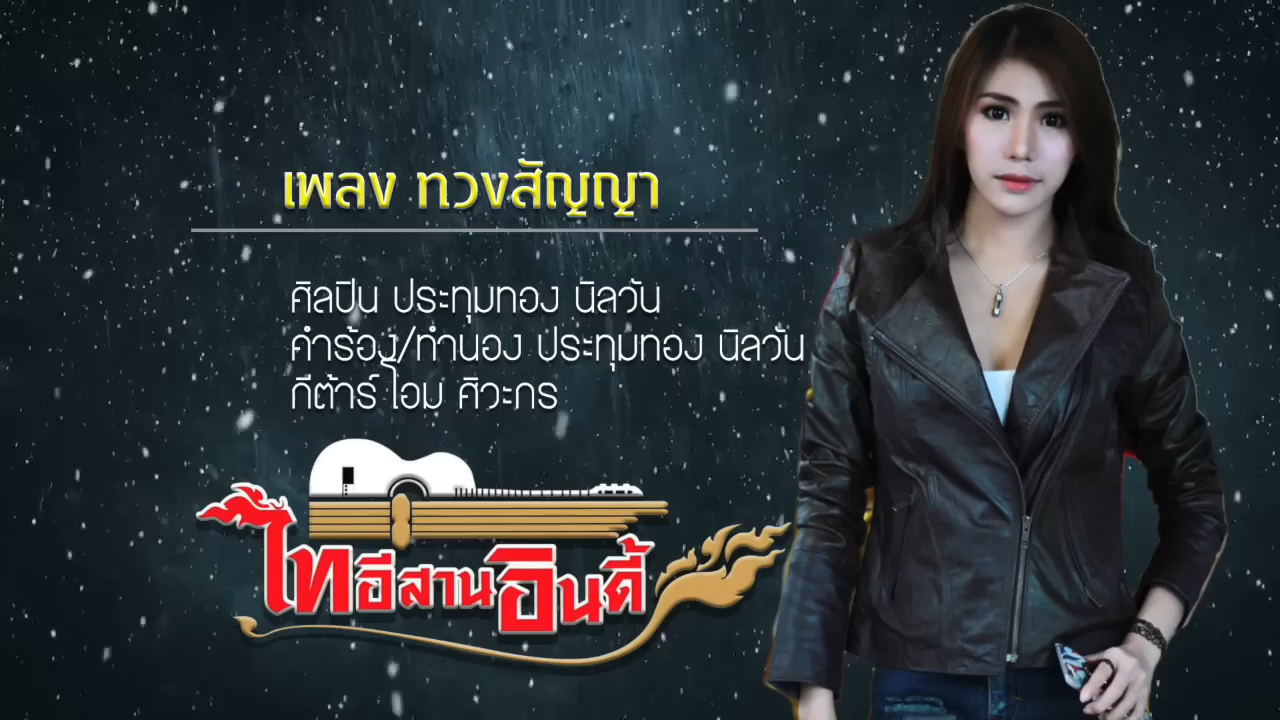 เพลง ทวงสัญญา
ศิลปิน ประทุมทอง นิลวัน
คำร้อง/ทำนอง ประทุมทอง นิลวัน
กีต้าร์ โอม ศิวะกร
ไทอีสานอินดี้